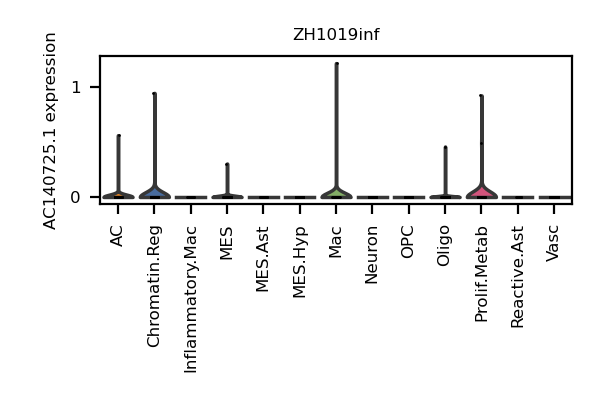 ZH1019inf
AC140725.1 expression
1
0
AC
Chromatin.Reg
Inflammatory.Mac
MES
MES.Ast
MES.Hyp
Mac
Neuron
OPC
Oligo
Prolif.Metab
Reactive.Ast
Vasc